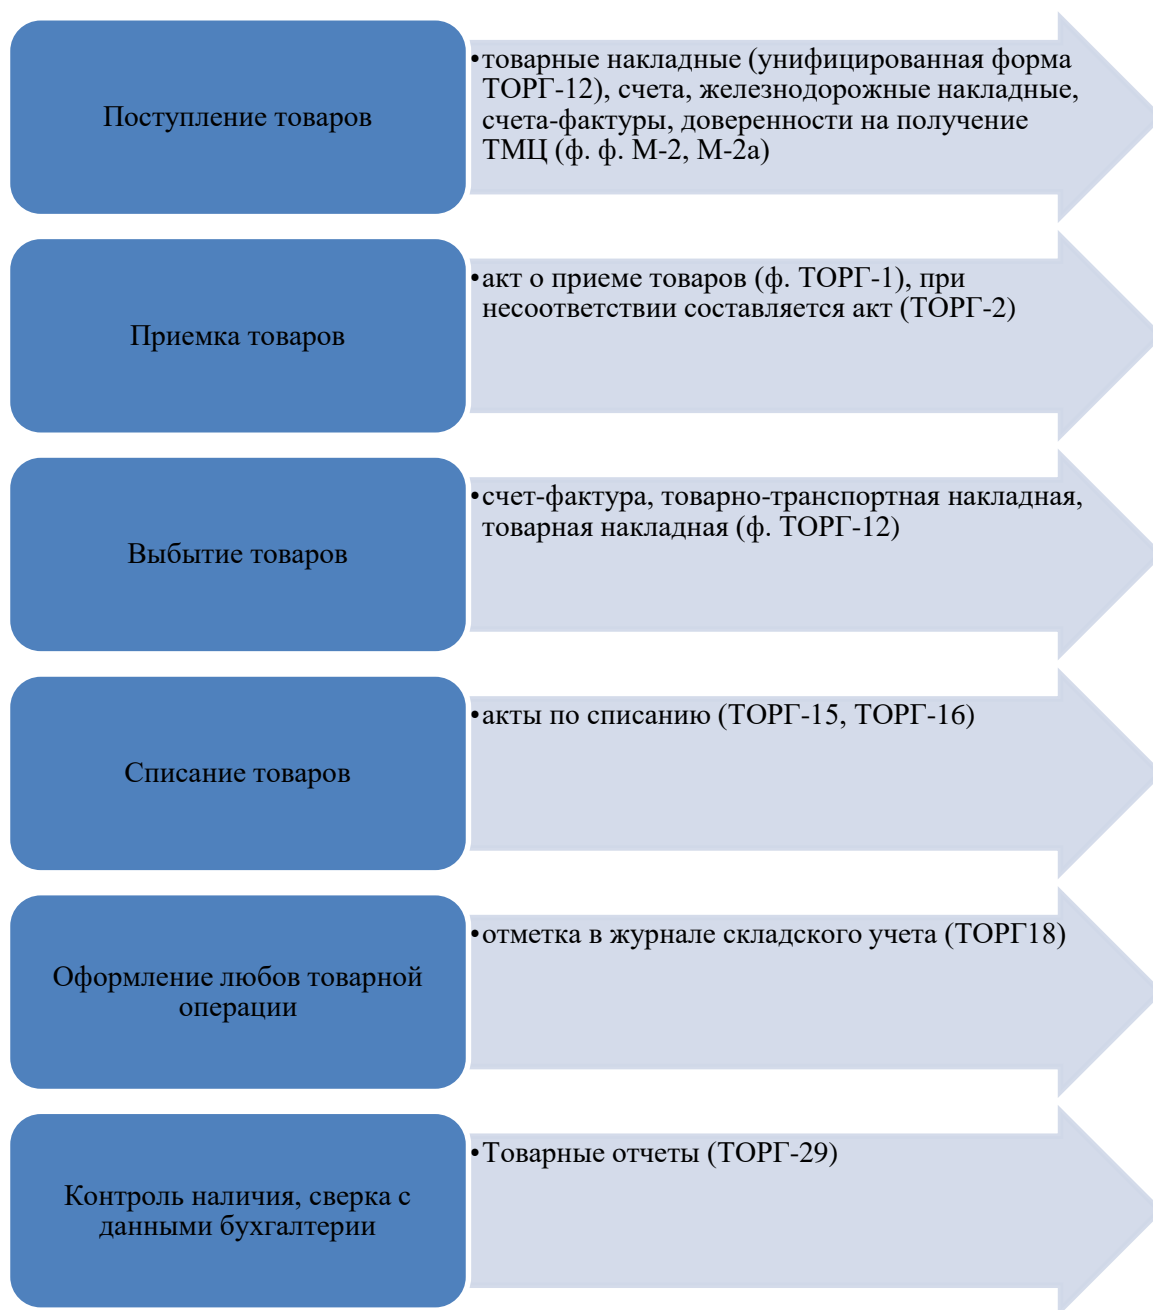 Поступление товаров
•товарные накладные (унифицированная форма
ТОРГ-12), счета, железнодорожные накладные,
счета-фактуры, доверенности на получение
ТМЦ (ф. ф. М-2, М-2а)
Приемка товаров
•акт о приеме товаров (ф. ТОРГ-1), при
несоответствии составляется акт (ТОРГ-2)
Выбытие товаров
•счет-фактура, товарно-транспортная накладная,
товарная накладная (ф. ТОРГ-12)
Списание товаров
•акты по списанию (ТОРГ-15, ТОРГ-16)
Оформление любов товарной
операции
•отметка в журнале складского учета (ТОРГ18)
Контроль наличия, сверка с
данными бухгалтерии
•Товарные отчеты (ТОРГ-29)